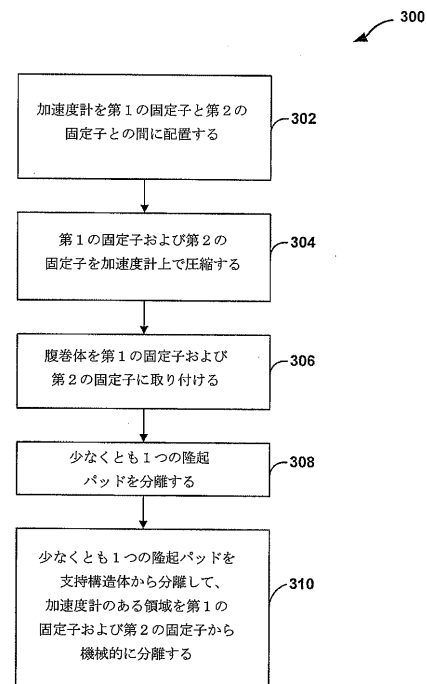 300
加速度計を第１の固定子と第２の
固定子との間に配置する
302
第１の固定子および第２の
固定子を加速度計上で圧縮する
304
腹巻体を第１の固定子および
第２の固定子に取り付ける
306
少なくとも１つの隆起
パッドを分離する
308
少なくとも１つの隆起パッドを
支持構造体から分離して、
加速度計のある領域を第１の
固定子および第２の固定子から
機械的に分離する
310